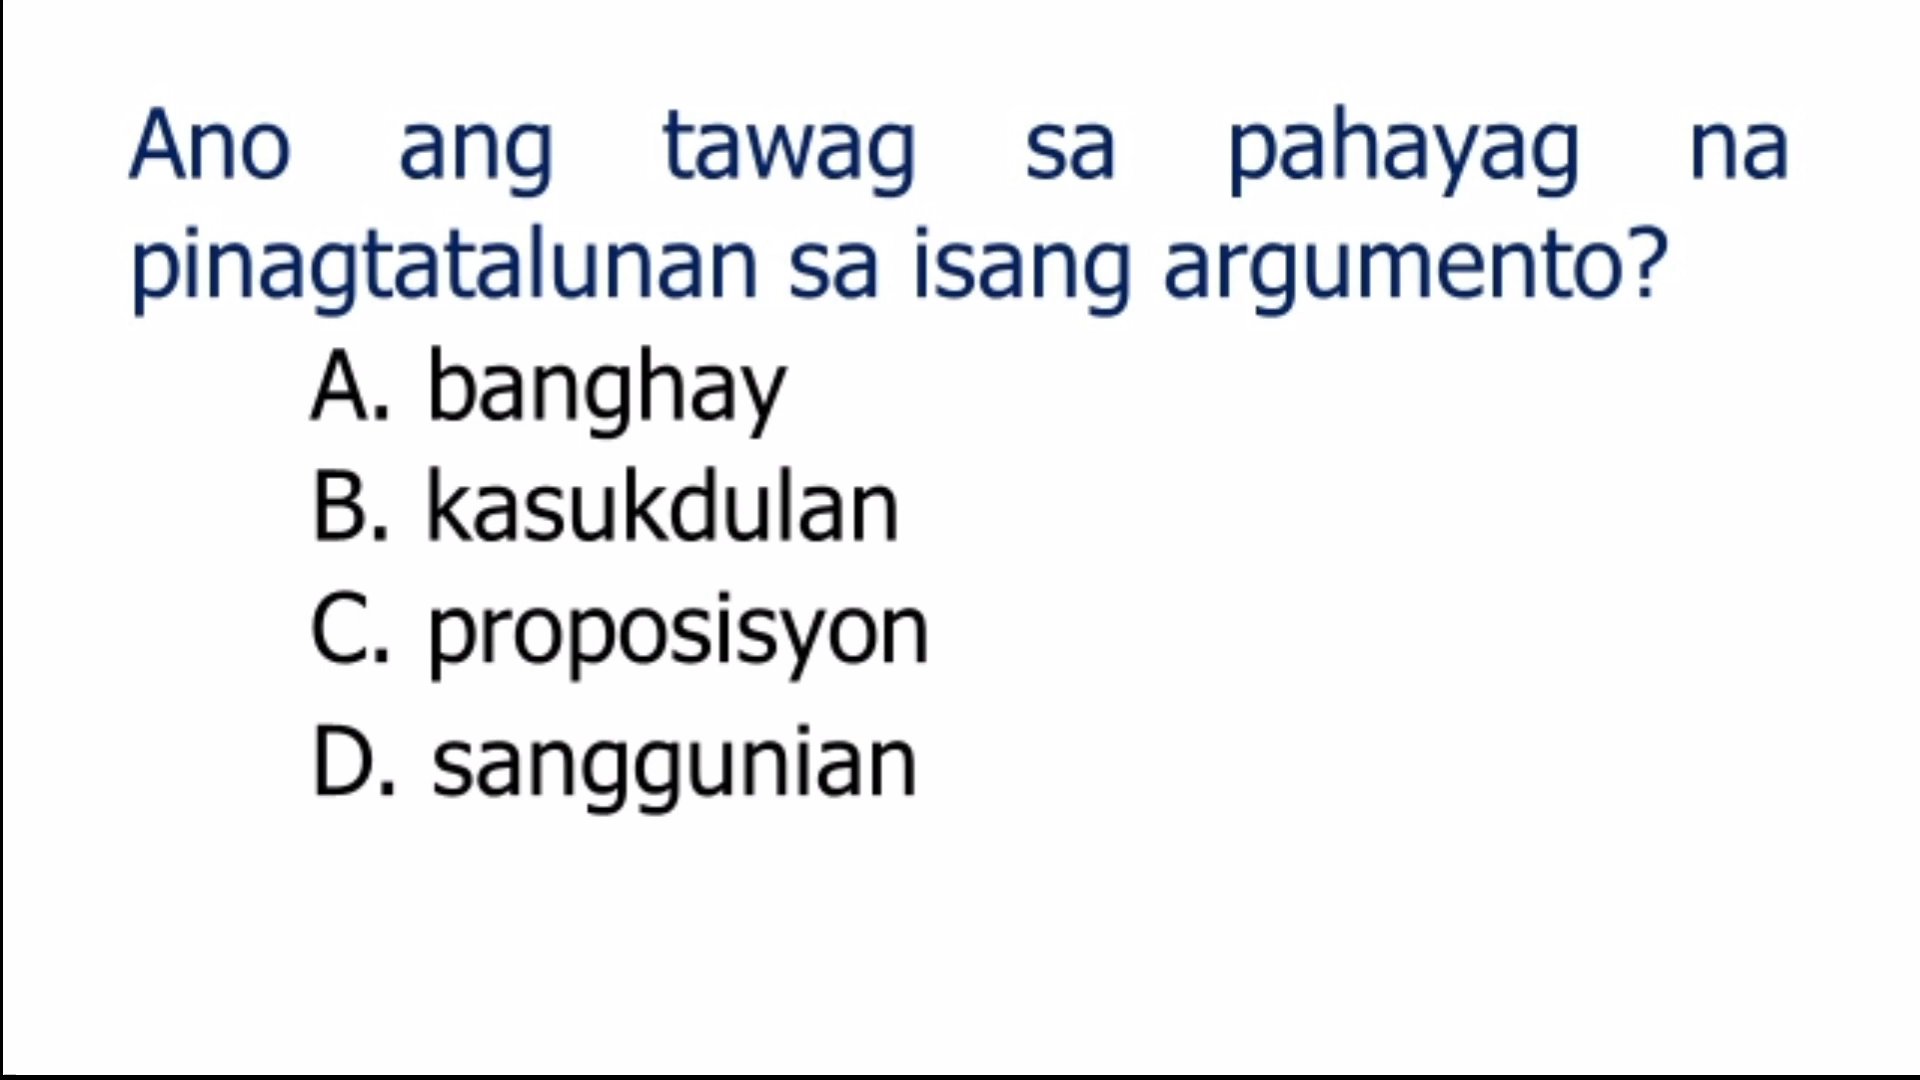 Ano ang tawag sa pahayag na
pinagtatalunan sa isang argumento?
A. banghay
B. kasukdulan
C. proposisyon
D. sanggunian